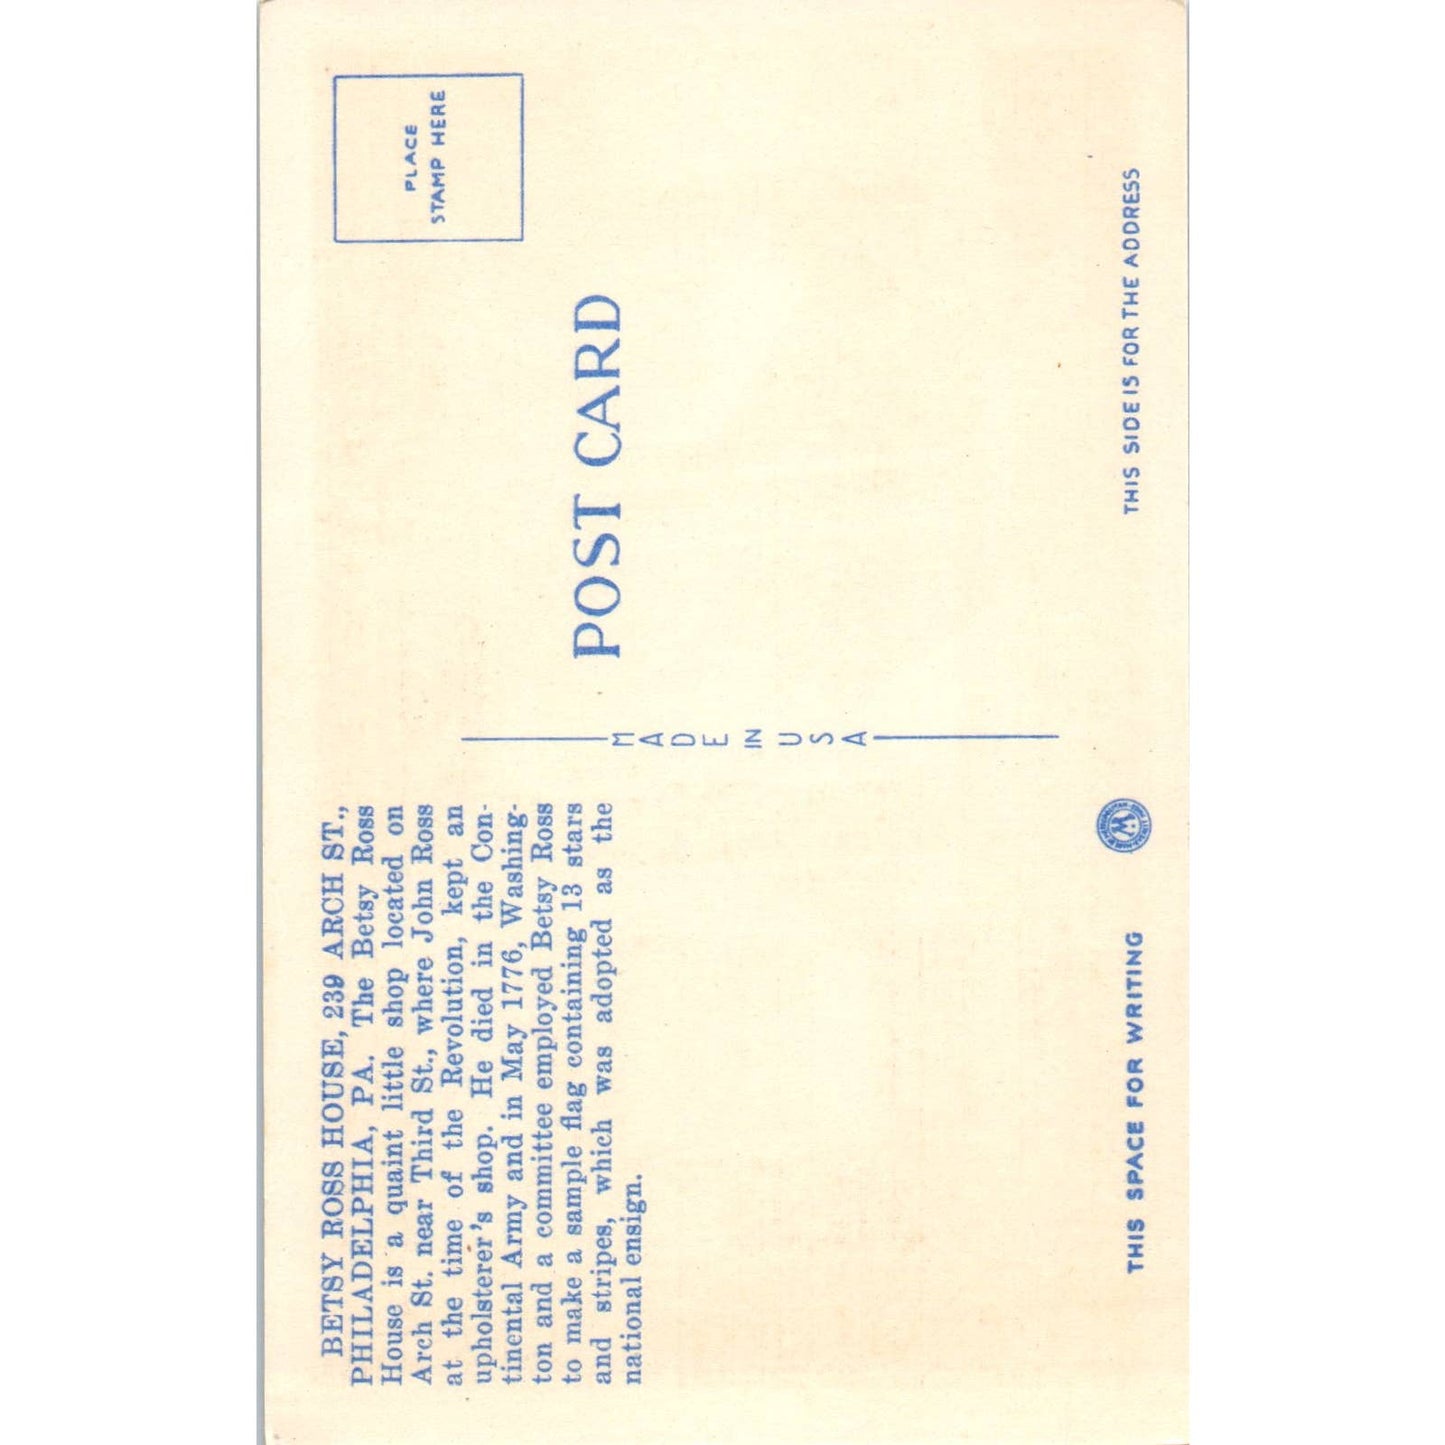 BETSY ROSS HOUSE, 239 ARCH ST.,
PHILADELPHIA, PA. The Betsy Ross
House is a quaint little shop located on
Arch St. near Third St., where John Ross
at the time of the Revolution, kept an
upholsterer's shop. He died in the Con-
tinental Army and in May 1776, Washing-
ton and a committee employed Betsy Ross
to make a sample flag containing 13 stars
and stripes, which was adopted as the
national ensign.
PLACE
STAMP HERE
POST CARD
MADE IN USA
THIS SPACE FOR WRITING
W
THIS SIDE IS FOR THE ADDRESS